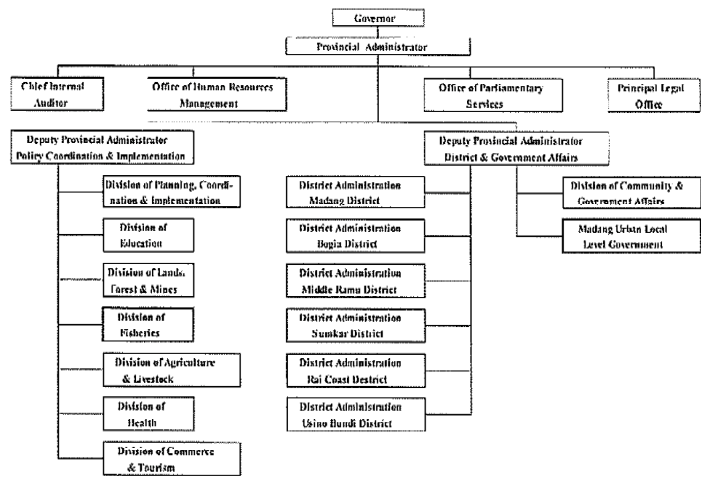 Governor
Provincial Administrator
Chief Internal
Auditor
Office of Human Resources
Management
Office of Parliamentary
Services
Principal Legal
Office
Deputy Provincial Administrator
Policy Coordination & Implementation
Deputy Provincial Administrator
District & Government Affairs
Division of Planning, Coordi-
nation & Implementation
Division of
Education
Division of Lands,
Forest & Mines
Division of
Fisheries
Division of Agriculture
& Livestock
Division of
Health
Division of Commerce
& Tourism
District Administration
Madang District
District Administration
Bogia District
District Administration
Middle Ramu District
District Administration
Sumkar District
District Administration
Rai Coast Destrict
District Administration
Usino Bundi District
Division of Community &
Government Affairs
Madang Urban Local
Level Government